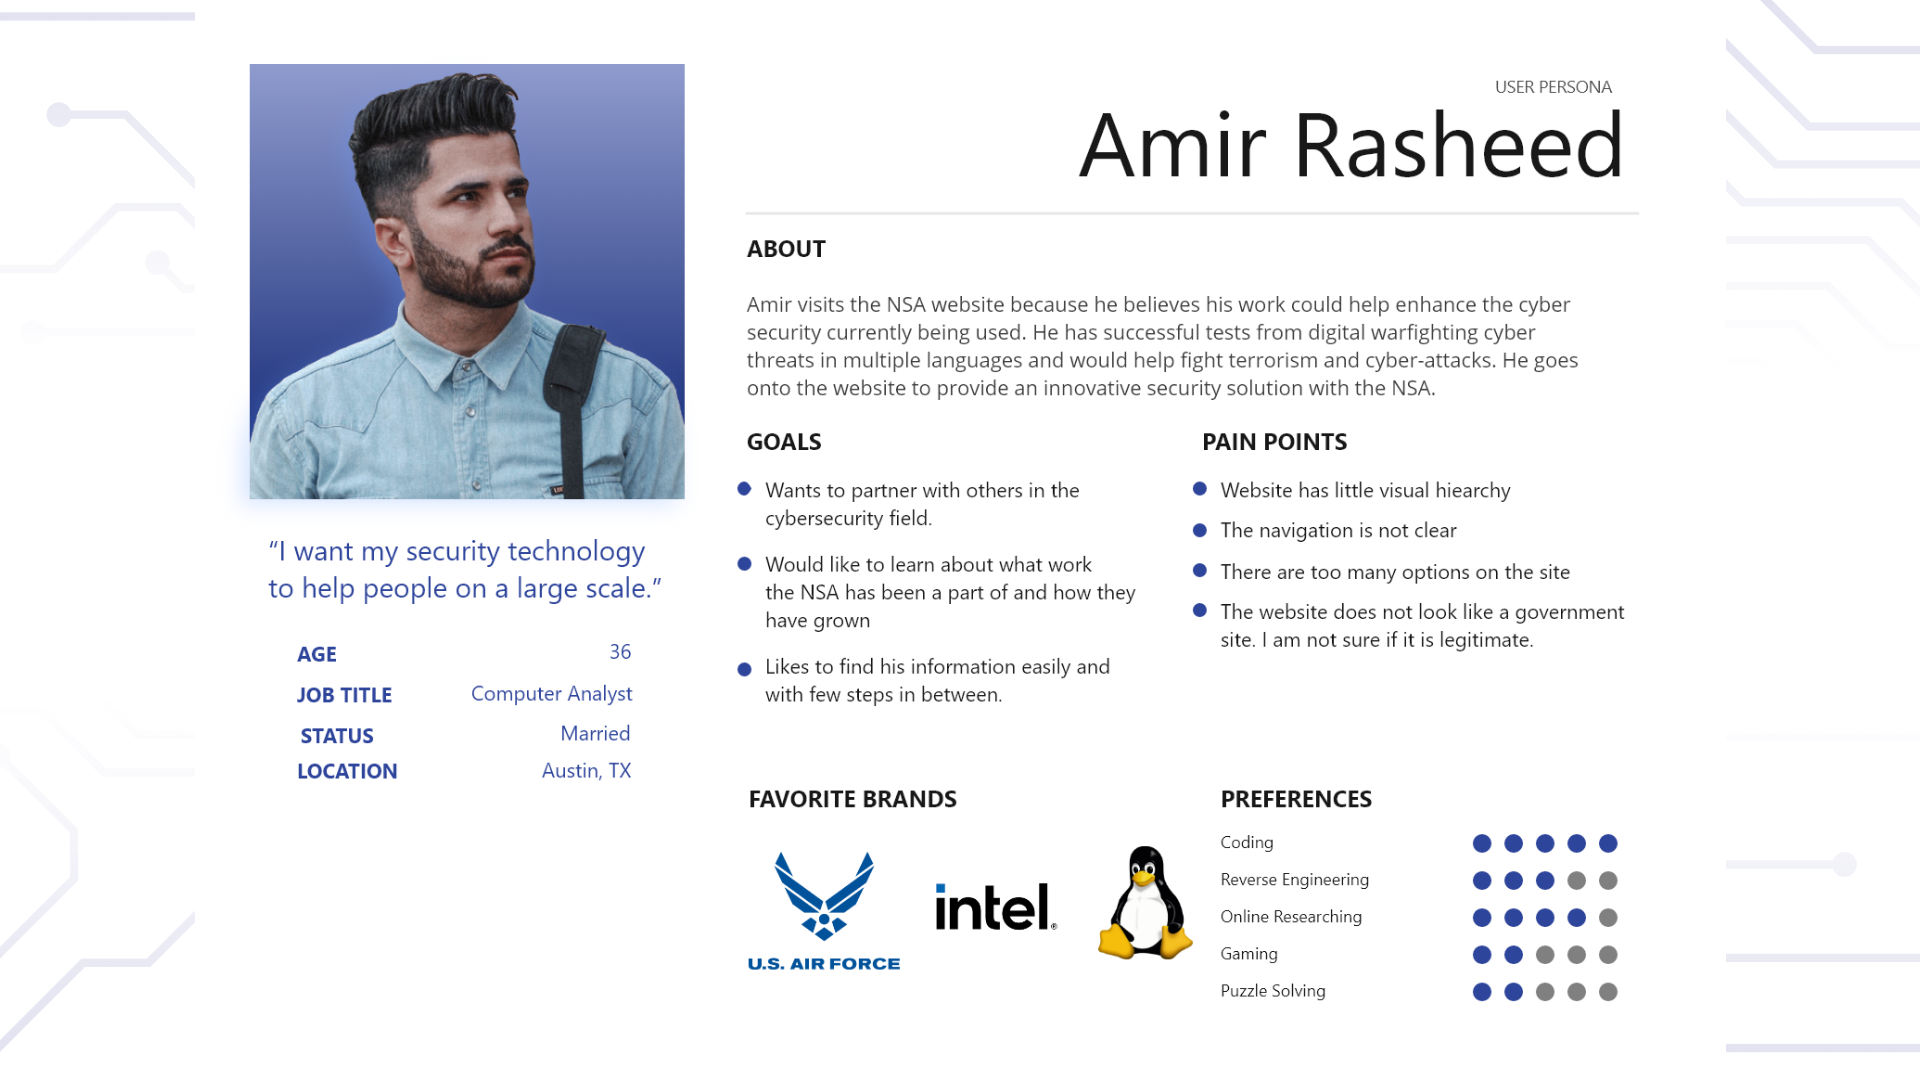 USER PERSONA
Amir Rasheed
ABOUT
Amir visits the NSA website because he believes his work could help enhance the cyber
security currently being used. He has successful tests from digital warfighting cyber
threats in multiple languages and would help fight terrorism and cyber-attacks. He goes
onto the website to provide an innovative security solution with the NSA.
“I want my security technology
to help people on a large scale.”
AGE 36
JOB TITLE Computer Analyst
STATUS Married
LOCATION Austin, TX
GOALS
Wants to partner with others in the
cybersecurity field.
Would like to learn about what work
the NSA has been a part of and how they
have grown
Likes to find his information easily and
with few steps in between.
PAIN POINTS
Website has little visual hiearchy
The navigation is not clear
There are too many options on the site
The website does not look like a government
site. I am not sure if it is legitimate.
FAVORITE BRANDS
U.S. AIR FORCE
intel®
PREFERENCES
Coding
Reverse Engineering
Online Researching
Gaming
Puzzle Solving